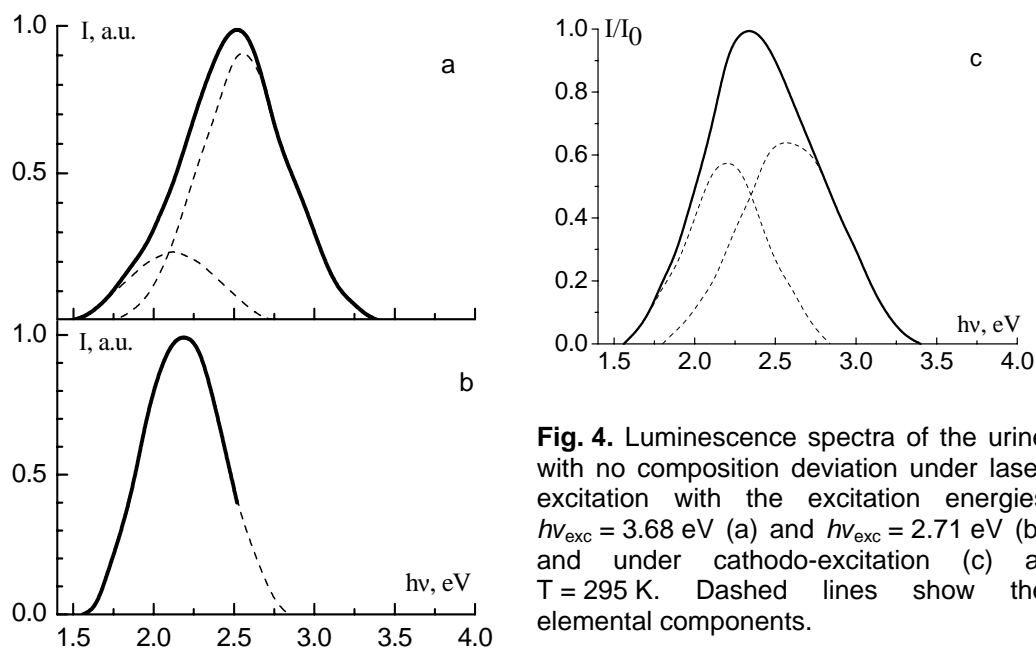 1.0
I, a.u.
a
0.5
1.0
I, a.u.
b
0.5
hν, eV
0.0
1.5 2.0 2.5 3.0 3.5 4.0
1.0
I/I0
c
0.8
0.6
0.4
0.2
hν, eV
0.0
1.5 2.0 2.5 3.0 3.5 4.0
Fig. 4. Luminescence spectra of the urine
with no composition deviation under lase
excitation with the excitation energies
hνexc = 3.68 eV (a) and hνexc = 2.71 eV (b
and under cathodo-excitation (c) a
T = 295 K. Dashed lines show the
elemental components.